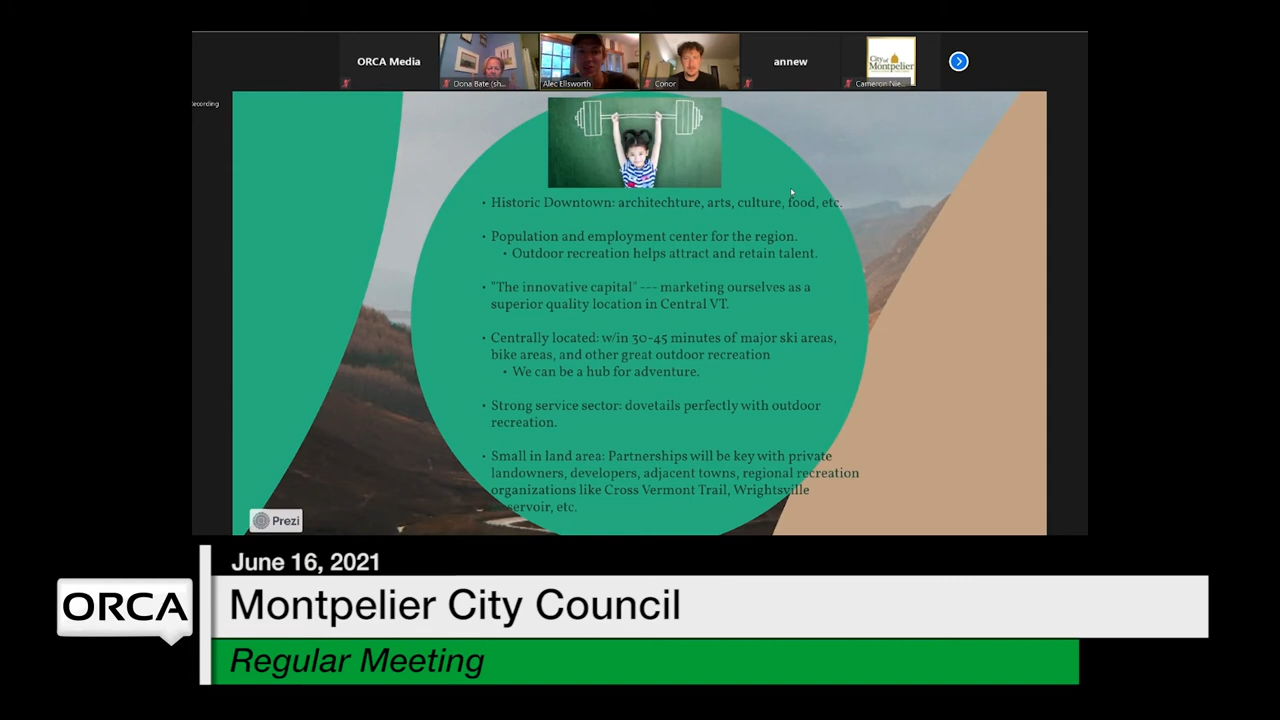 ORCA Media
Dona Bate (sh...
Alec Ellsworth
Conor
annew
City of
Montpelier
Cameron Nie...
ecording
• Historic Downtown: architechture, arts, culture, food, etc.
• Population and employment center for the region.
• Outdoor recreation helps attract and retain talent.
• "The innovative capital" --- marketing ourselves as a
superior quality location in Central VT.
• Centrally located: w/in 30-45 minutes of major ski areas,
bike areas, and other great outdoor recreation
• We can be a hub for adventure.
• Strong service sector: dovetails perfectly with outdoor
recreation.
• Small in land area: Partnerships will be key with private
landowners, developers, adjacent towns, regional recreation
organizations like Cross Vermont Trail, Wrightsville
servoir, etc.
Prezi
June 16, 2021
ORCA
Montpelier City Council
Regular Meeting